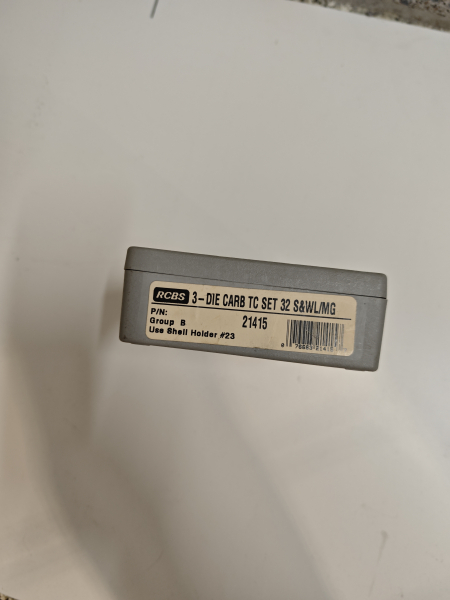 RCBS 3-DIE CARB TC SET 32 S&WL/MG
P/N: 21415
Group B
Use Shell Holder #23